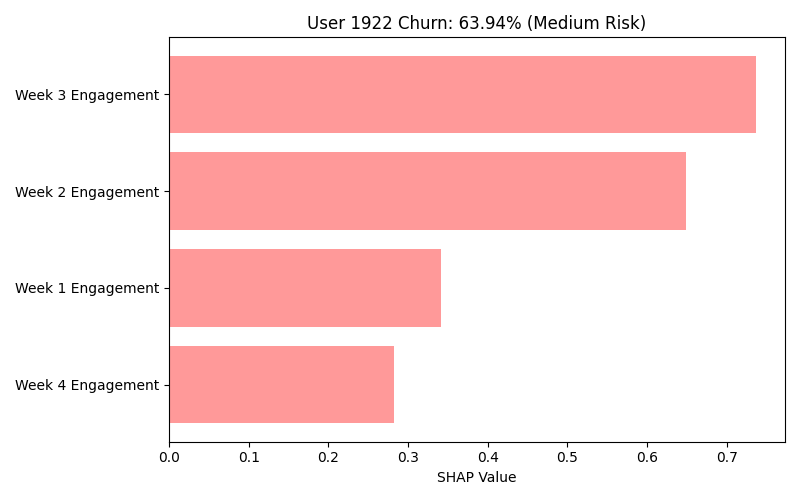 User 1922 Churn: 63.94% (Medium Risk)
Week 3 Engagement
Week 2 Engagement
Week 1 Engagement
Week 4 Engagement
0.0 0.1 0.2 0.3 0.4 0.5 0.6 0.7
SHAP Value